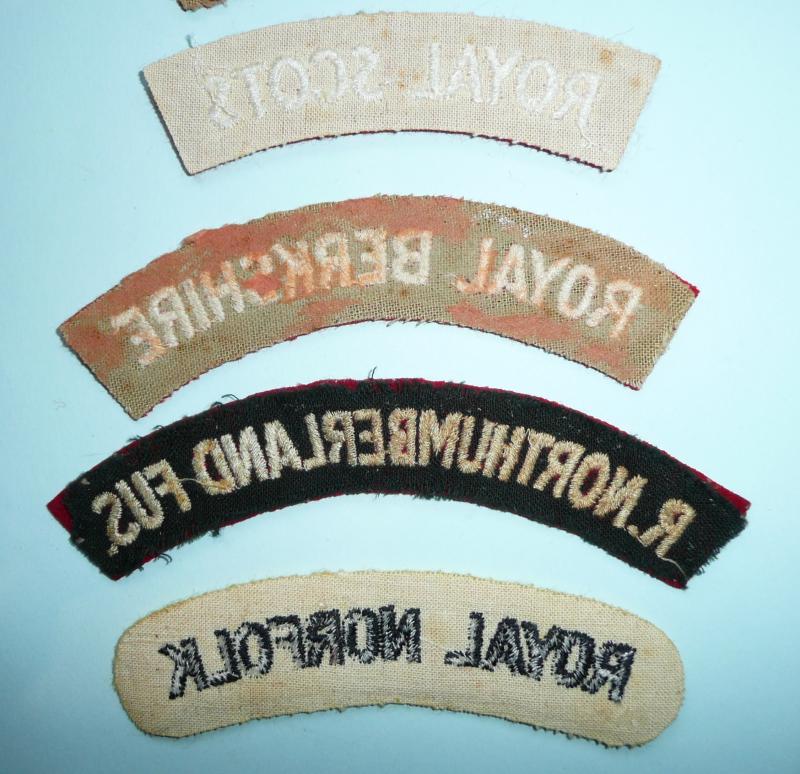 ROYAL SCOTS
ROYAL BERKSHIRE
R. NORTHUMBERLAND FUS
ROYAL NORFOLK